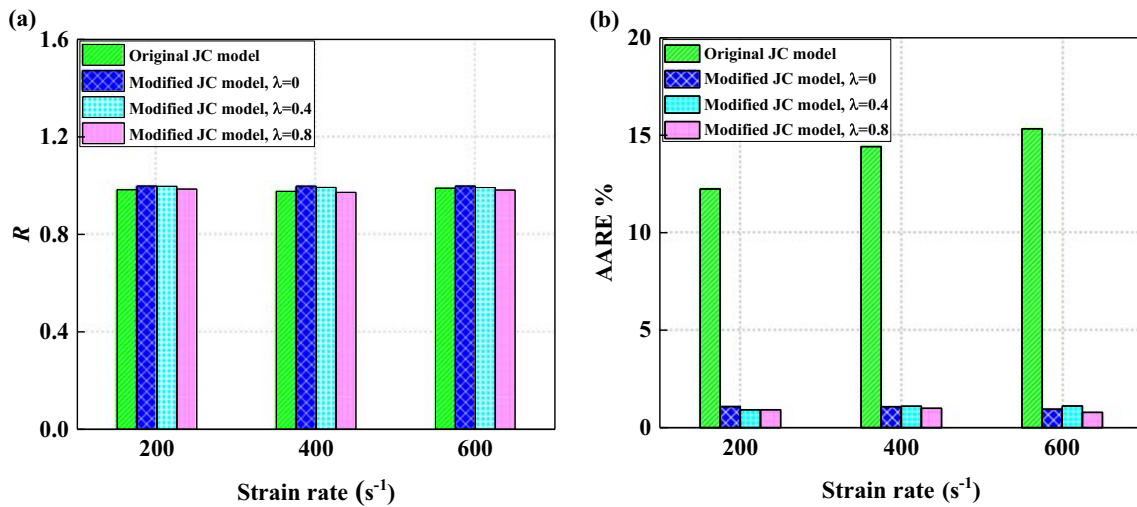 (a)
1.6
1.2
0.8
0.4
0.0
R
Original JC model
Modified JC model, λ=0
Modified JC model, λ=0.4
Modified JC model, λ=0.8
200 400 600
Strain rate (s⁻¹)
(b)
20
15
10
5
0
AARE %
Original JC model
Modified JC model, λ=0
Modified JC model, λ=0.4
Modified JC model, λ=0.8
200 400 600
Strain rate (s⁻¹)